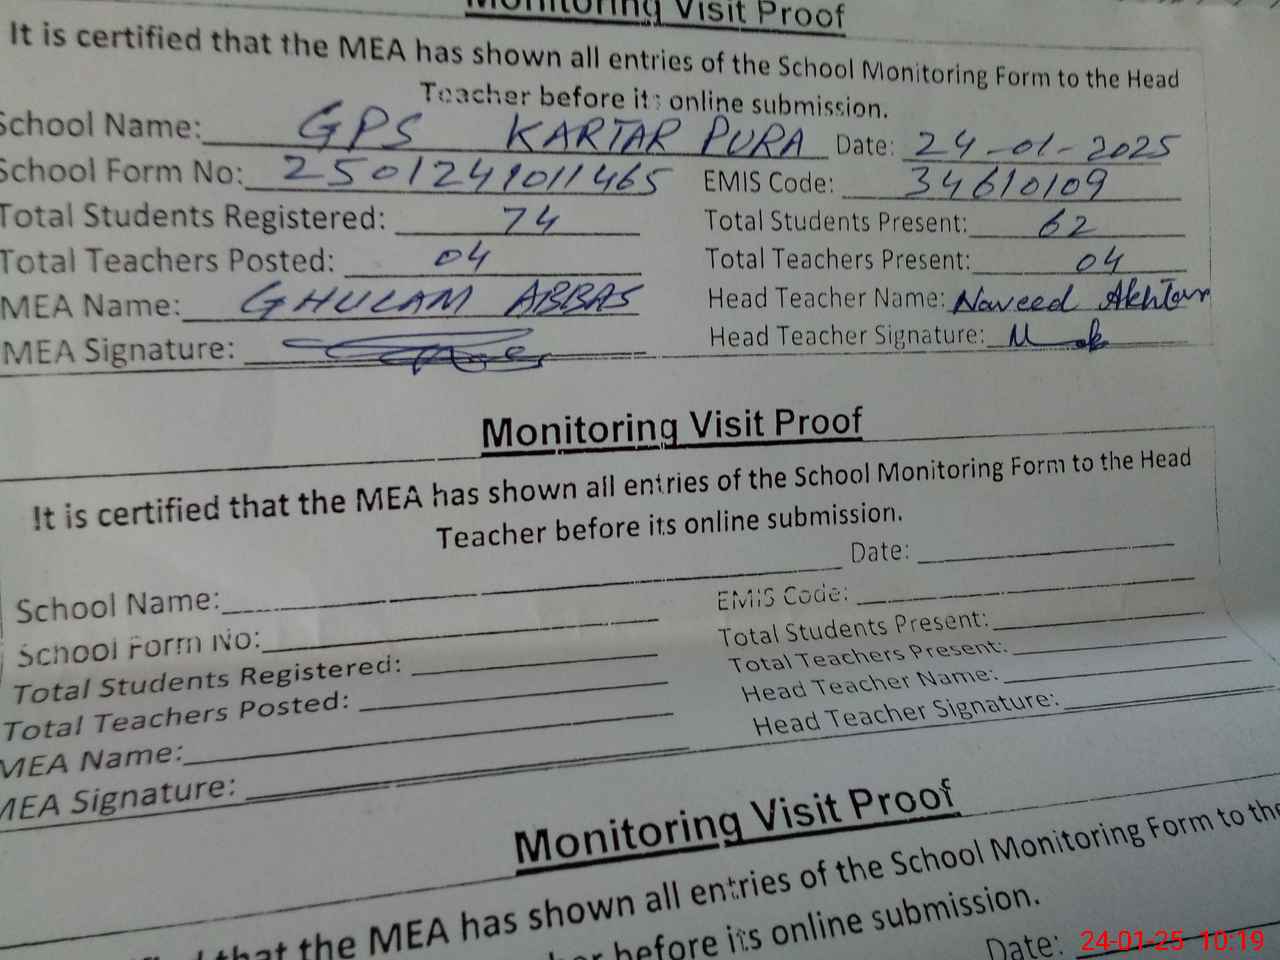 Monitoring Visit Proof
It is certified that the MEA has shown all entries of the School Monitoring Form to the Head
Teacher before its online submission.
School Name: GPS KARTAR PURA Date: 24-01-2025
School Form No: 2501241011465 EMIS Code: 34610109
Total Students Registered: 74 Total Students Present: 62
Total Teachers Posted: 04 Total Teachers Present: 04
MEA Name: GHULAM ABBAS Head Teacher Name: Naveed Akhtar
MEA Signature: Head Teacher Signature:
Monitoring Visit Proof
It is certified that the MEA has shown all entries of the School Monitoring Form to the Head
Teacher before its online submission.
School Name: Date:
School Form No: EMIS Code:
Total Students Registered: Total Students Present:
Total Teachers Posted: Total Teachers Present:
MEA Name: Head Teacher Name:
MEA Signature: Head Teacher Signature:
Monitoring Visit Proof
that the MEA has shown all entries of the School Monitoring Form to the
before its online submission.
Date:
24-01-25 10:19